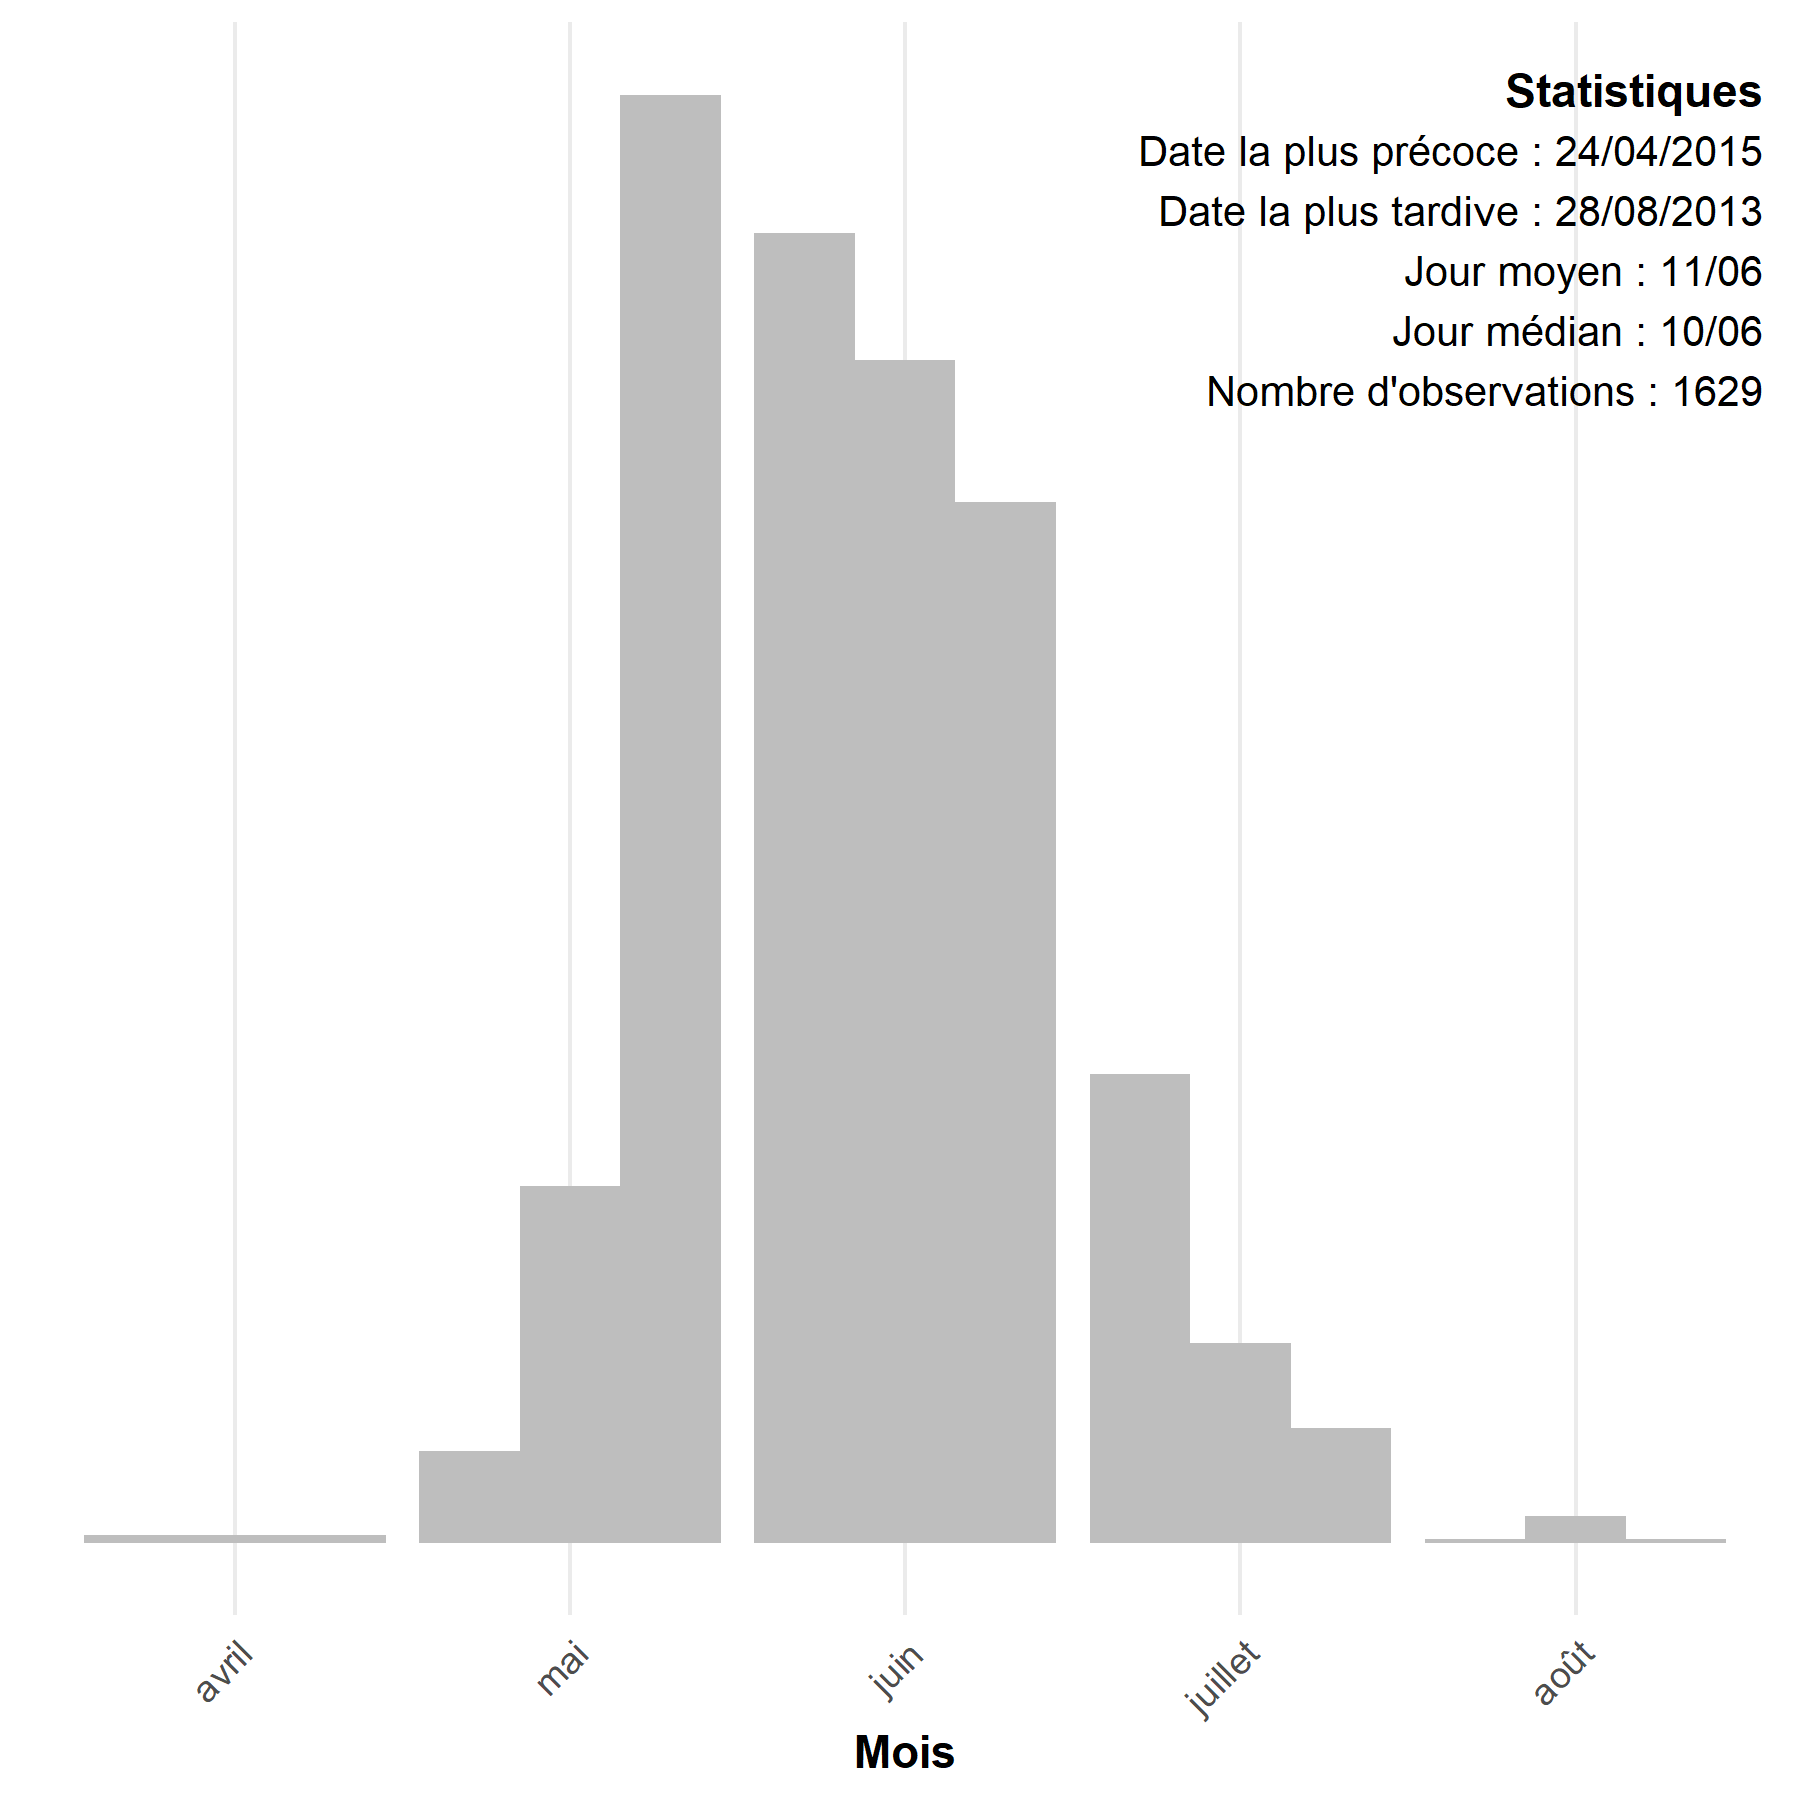 Statistiques
Date la plus précoce : 24/04/2015
Date la plus tardive : 28/08/2013
Jour moyen : 11/06
Jour médian : 10/06
Nombre d'observations : 1629
avril
mai
juin
juillet
août
Mois